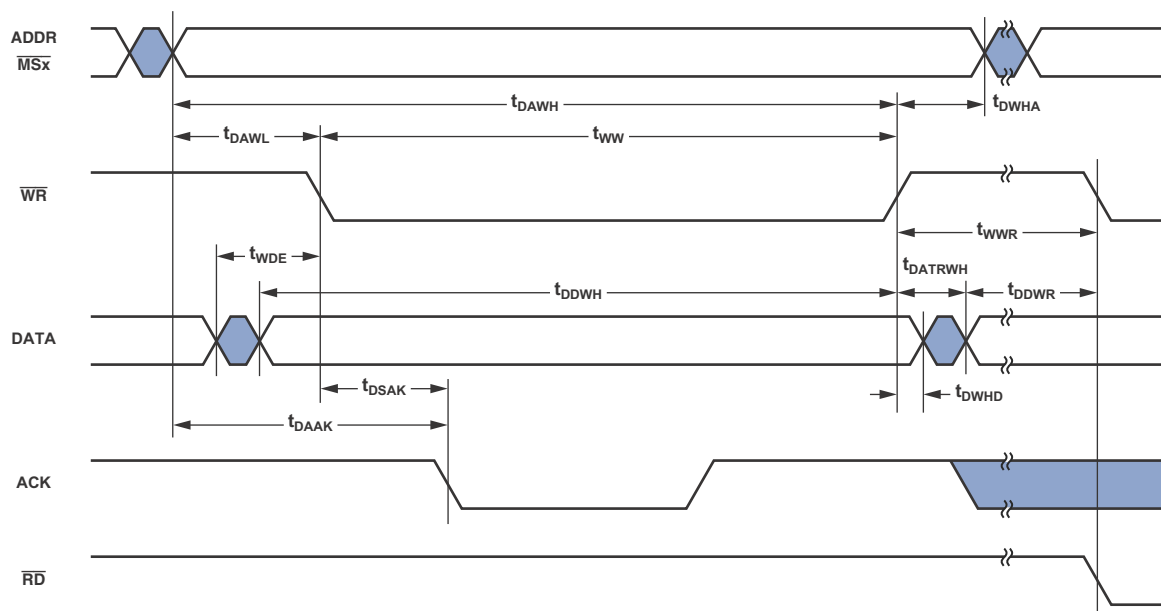 ADDR
MSx
tDAWH
tDWHA
tDAWL
tWW
WR
tWWR
tWDE
tDATRWH
tDDWH
tDDWR
DATA
tDSAK
tDWHD
tDAAK
ACK
RD